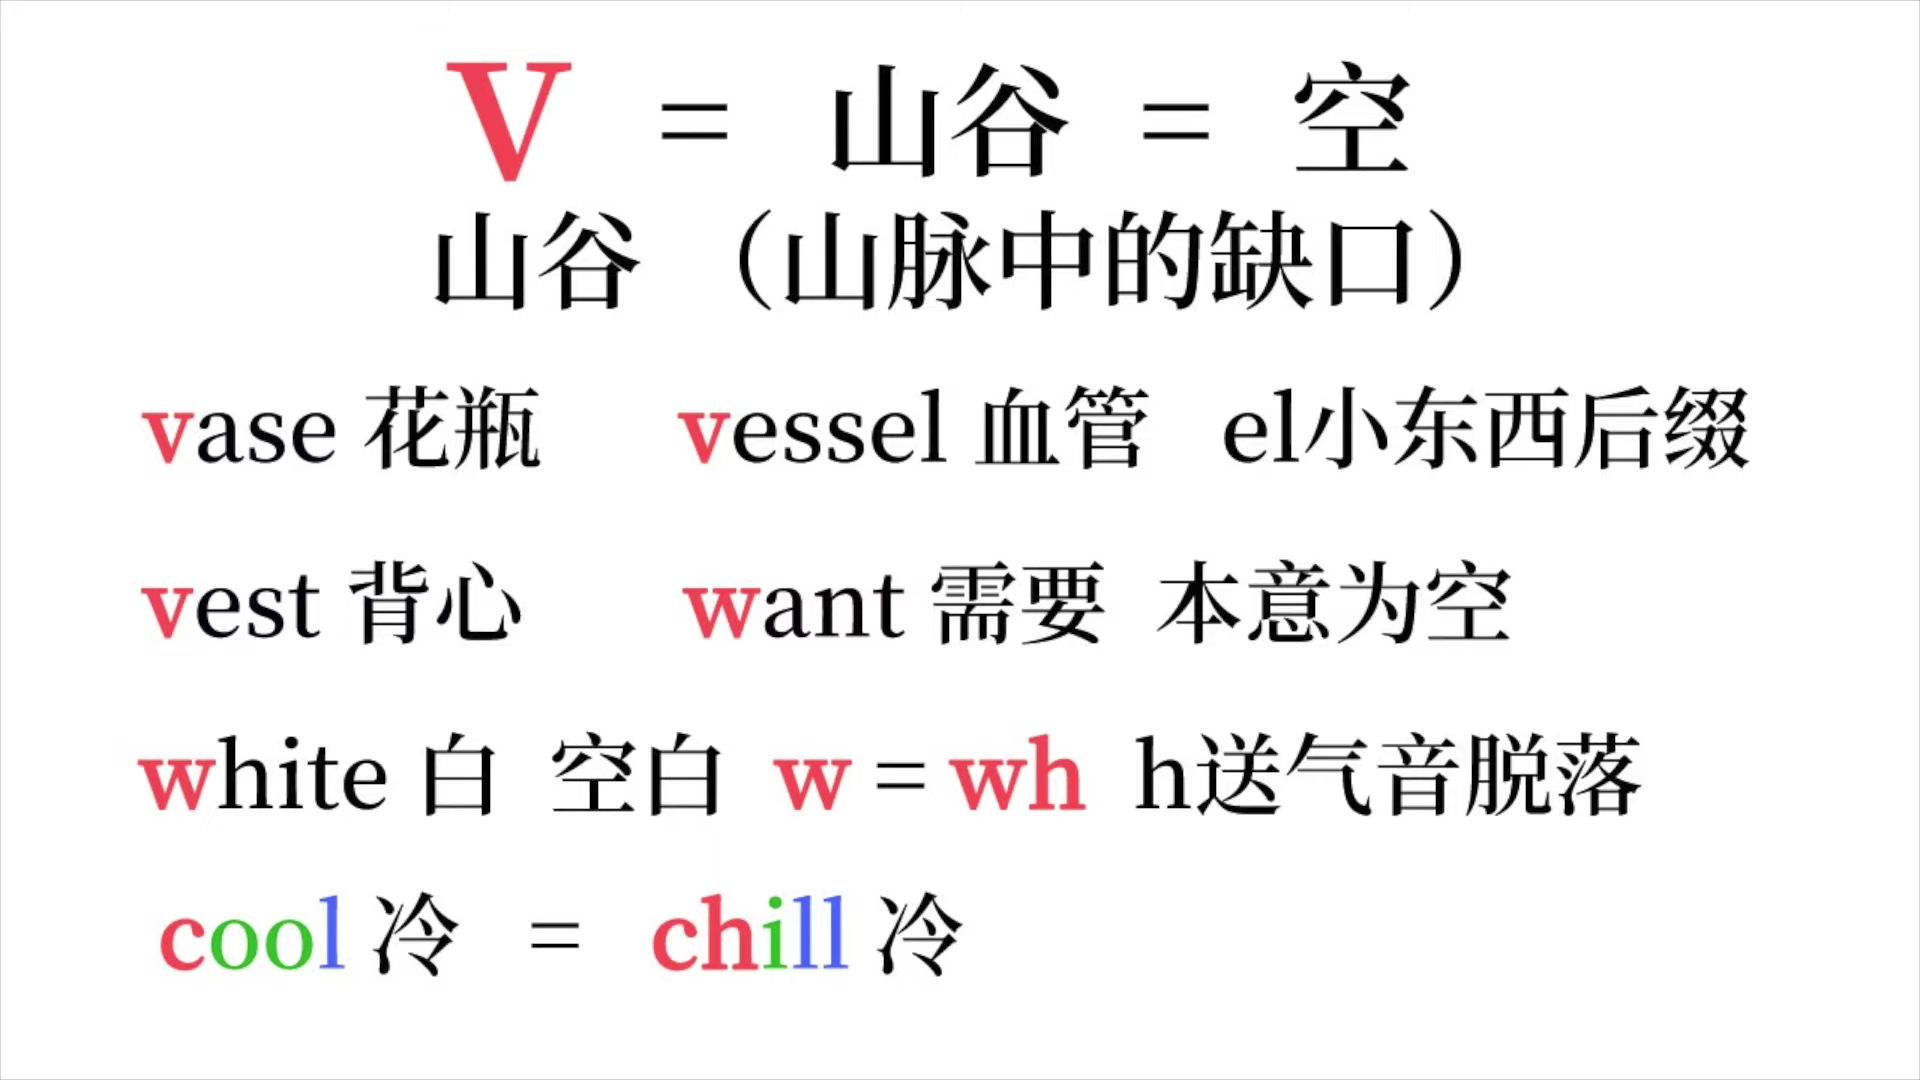 V = 山谷 = 空
山谷 （山脉中的缺口）
vase 花瓶 vessel 血管 el小东西后缀
vest 背心 want 需要 本意为空
white 白 空白 w = wh h送气音脱落
cool 冷 = chill 冷